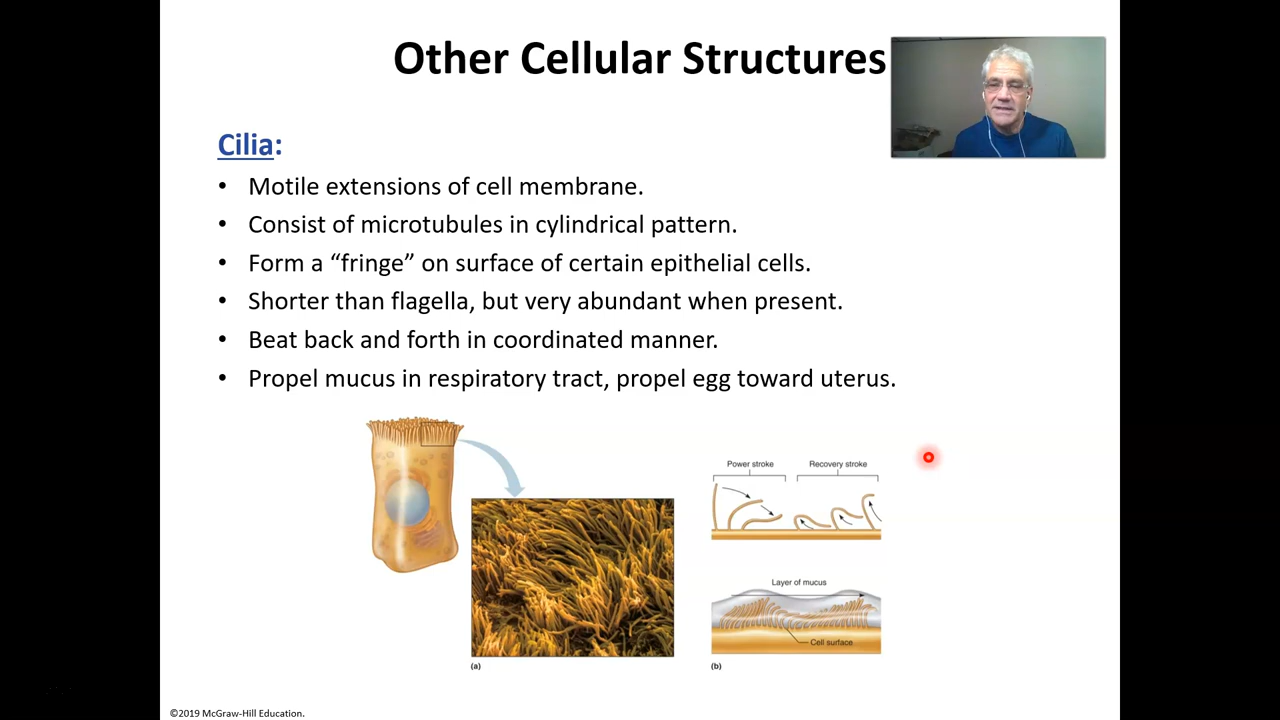 Other Cellular Structures
Cilia:
• Motile extensions of cell membrane.
• Consist of microtubules in cylindrical pattern.
• Form a “fringe” on surface of certain epithelial cells.
• Shorter than flagella, but very abundant when present.
• Beat back and forth in coordinated manner.
• Propel mucus in respiratory tract, propel egg toward uterus.
Power stroke
Recovery stroke
Layer of mucus
Cell surface
(a)
(b)
©2019 McGraw-Hill Education.